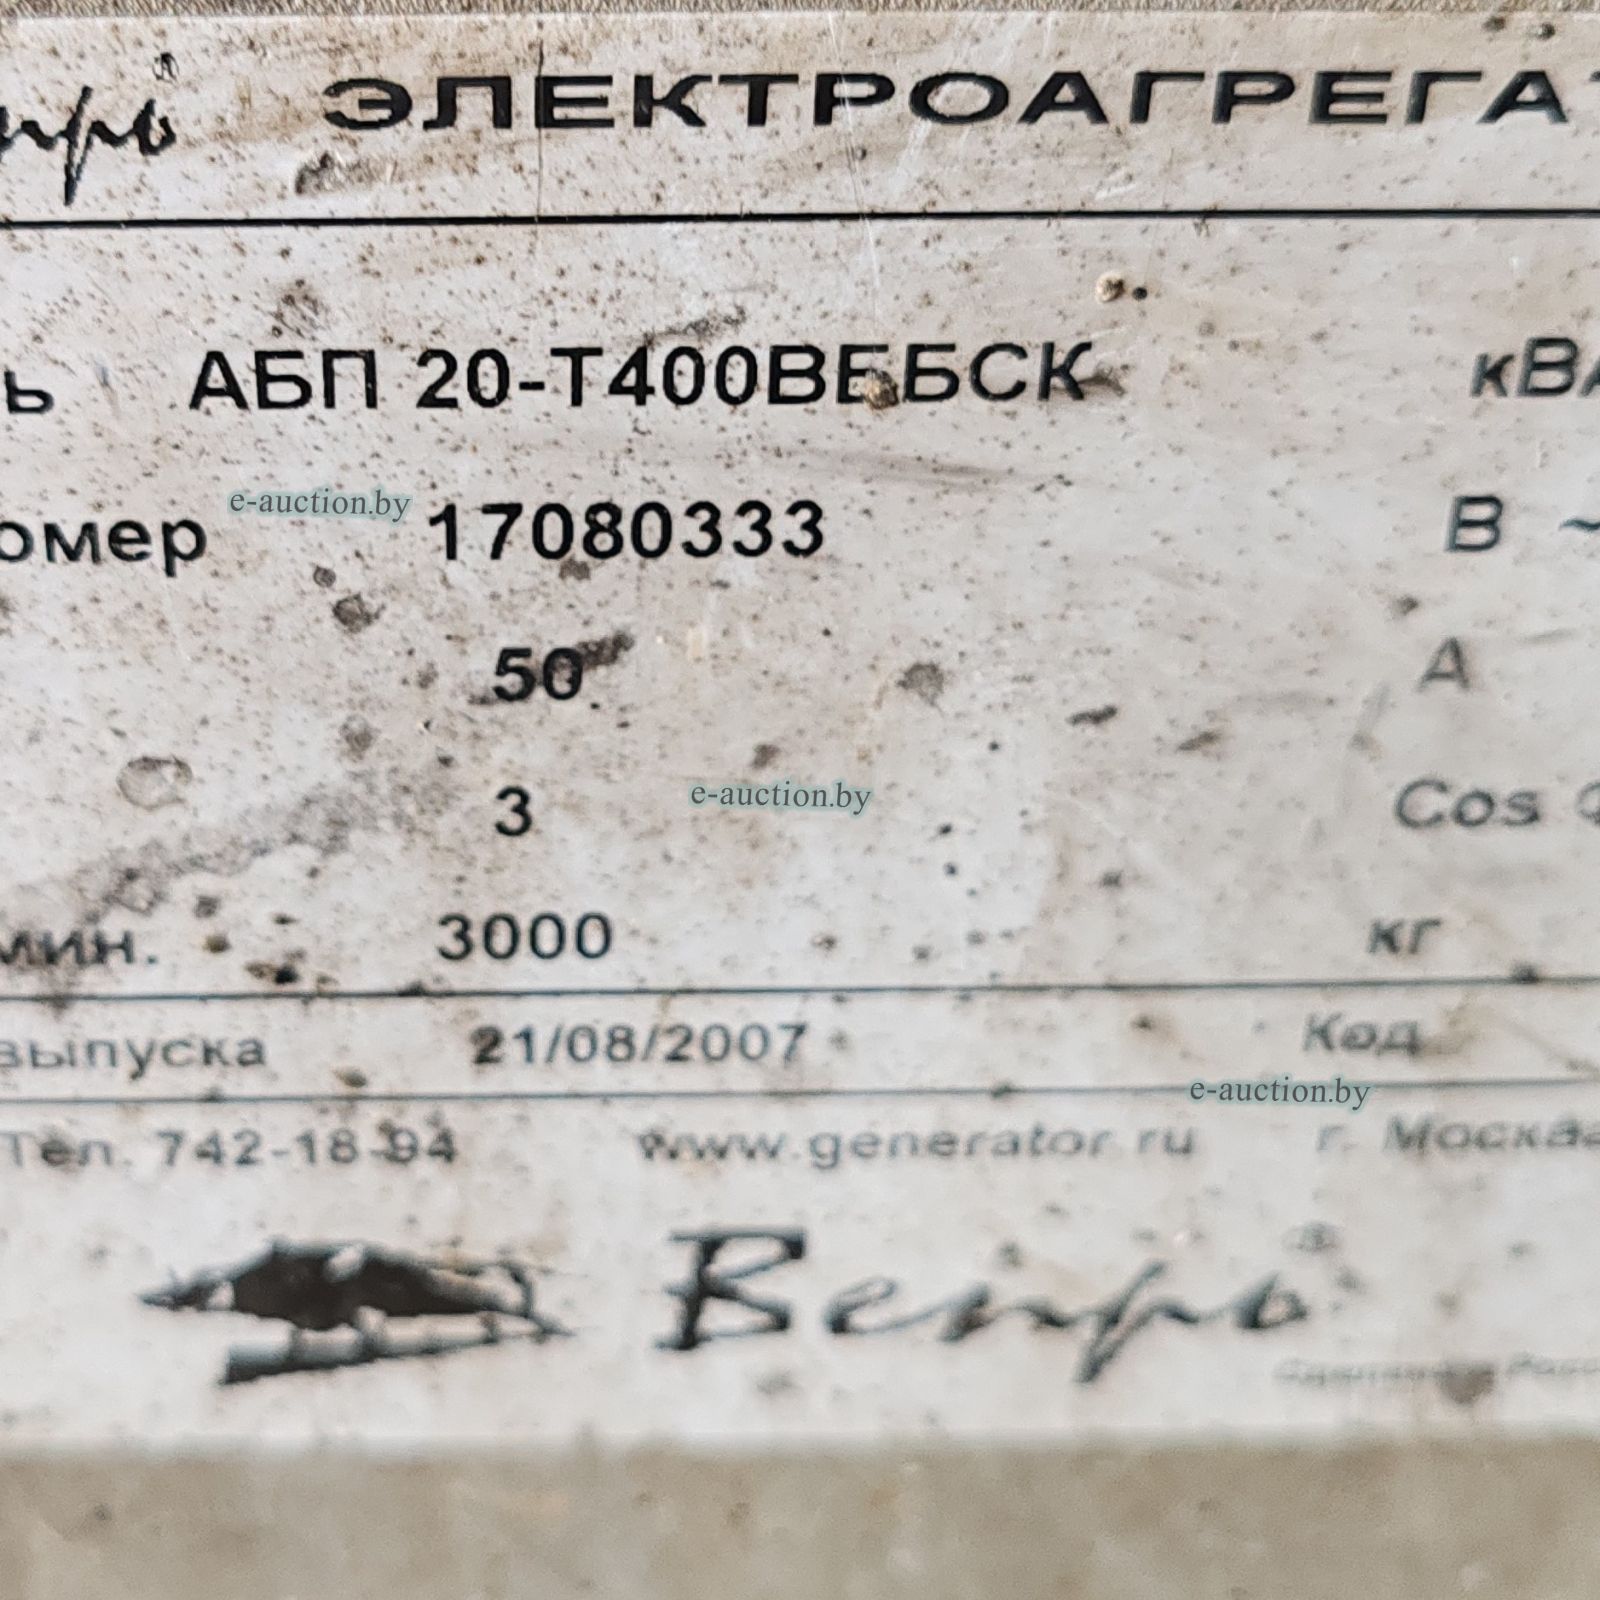 пръ® ЭЛЕКТРОАГРЕГАТ
ь АБП 20-Т400ВББСК кВА
e-auction.by
омер 17080333 В ~
50 А
3 e-auction.by Cos
мин. 3000 кг
выпуска 21/08/2007 Код
e-auction.by
Тел. 742-18-94 www.generator.ru г. Москва
Вепрь